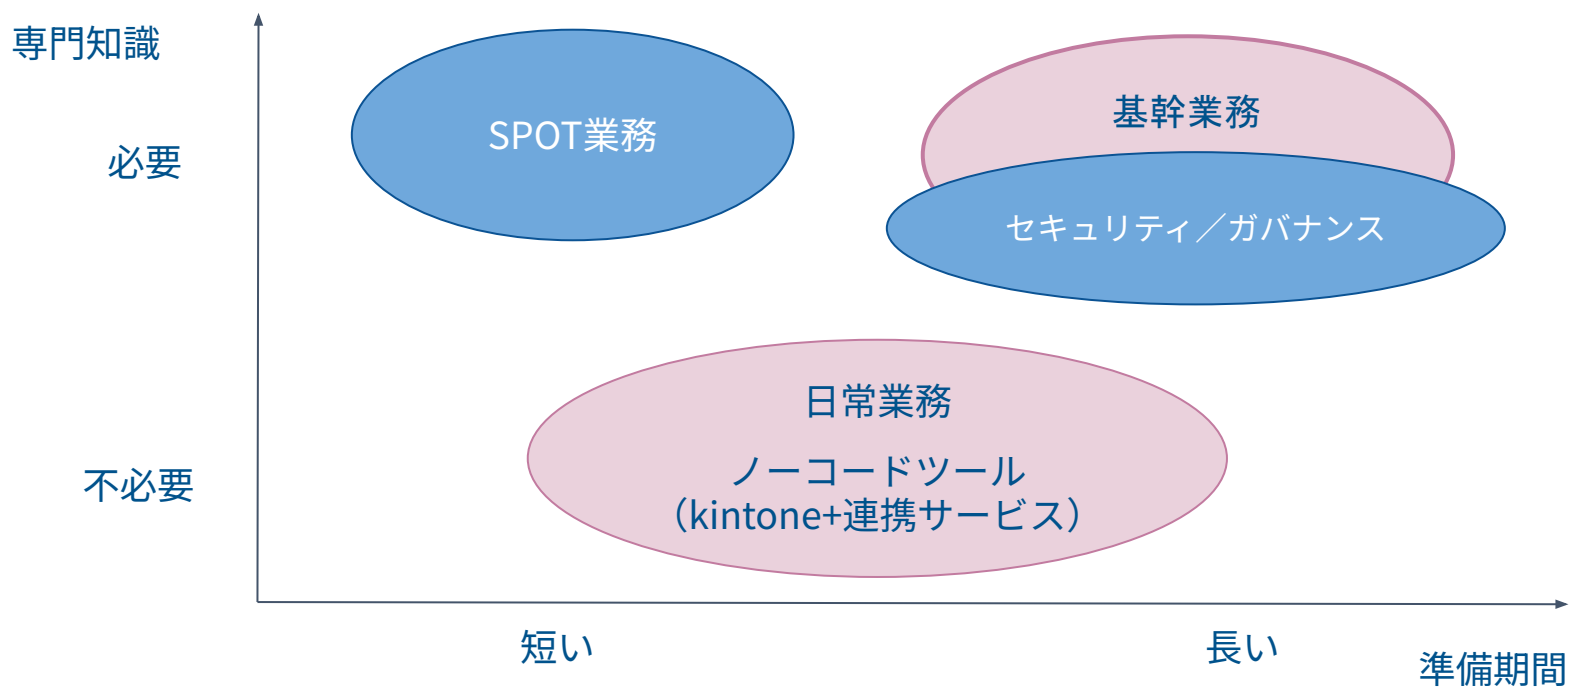 専門知識
必要
不必要
SPOT業務
基幹業務
セキュリティ／ガバナンス
日常業務
ノーコードツール
（kintone+連携サービス）
短い
長い
準備期間